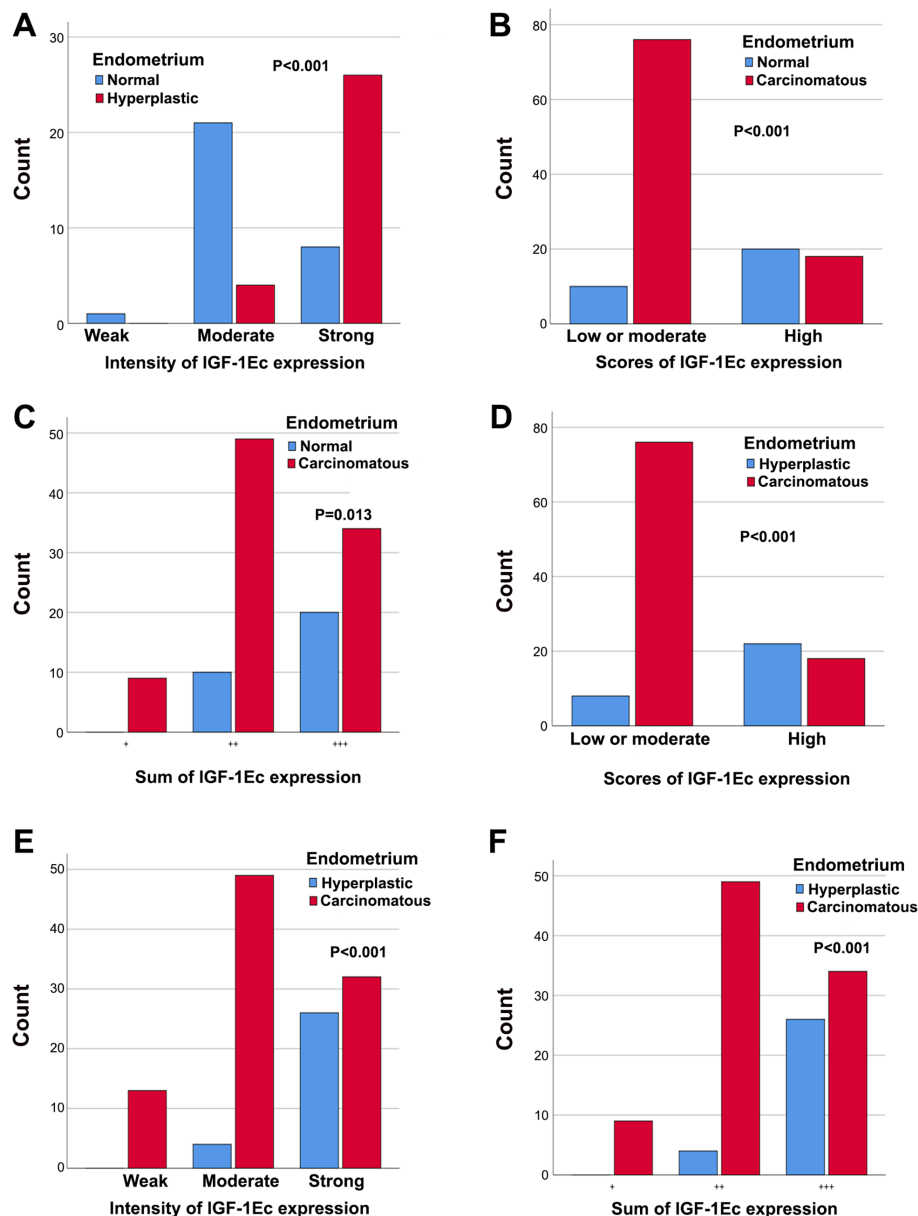 A
Endometrium
Normal
Hyperplastic
P<0.001
30
20
10
0
Count
Weak Moderate Strong
Intensity of IGF-1Ec expression
B
Endometrium
Normal
Carcinomatous
P<0.001
80
60
40
20
0
Count
Low or moderate High
Scores of IGF-1Ec expression
C
Endometrium
Normal
Carcinomatous
P=0.013
50
40
30
20
10
0
Count
+ ++ +++
Sum of IGF-1Ec expression
D
Endometrium
Hyperplastic
Carcinomatous
P<0.001
80
60
40
20
0
Count
Low or moderate High
Scores of IGF-1Ec expression
E
Endometrium
Hyperplastic
Carcinomatous
P<0.001
50
40
30
20
10
0
Count
Weak Moderate Strong
Intensity of IGF-1Ec expression
F
Endometrium
Hyperplastic
Carcinomatous
P<0.001
50
40
30
20
10
0
Count
+ ++ +++
Sum of IGF-1Ec expression